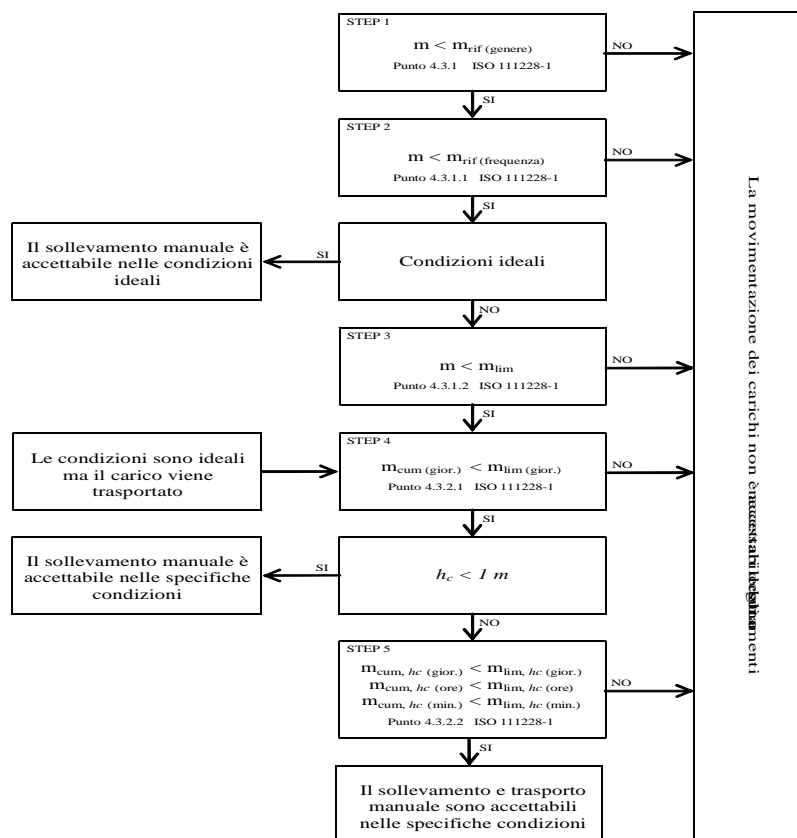 STEP 1
m < mrif (genere)
Punto 4.3.1 ISO 111228-1
NO
SI
STEP 2
m < mrif (frequenza)
Punto 4.3.1.1 ISO 111228-1
NO
SI
Il sollevamento manuale è
accettabile nelle condizioni
ideali
SI
Condizioni ideali
NO
STEP 3
m < mlim
Punto 4.3.1.2 ISO 111228-1
NO
SI
Le condizioni sono ideali
ma il carico viene
trasportato
STEP 4
mcum (gior.) < mlim (gior.)
Punto 4.3.2.1 ISO 111228-1
NO
SI
Il sollevamento manuale è
accettabile nelle specifiche
condizioni
SI
hc < 1 m
NO
STEP 5
mcum, hc (gior.) < mlim, hc (gior.)
mcum, hc (ore) < mlim, hc (ore)
mcum, hc (min.) < mlim, hc (min.)
Punto 4.3.2.2 ISO 111228-1
NO
SI
Il sollevamento e trasporto
manuale sono accettabili
nelle specifiche condizioni
La movimentazione dei carichi non è